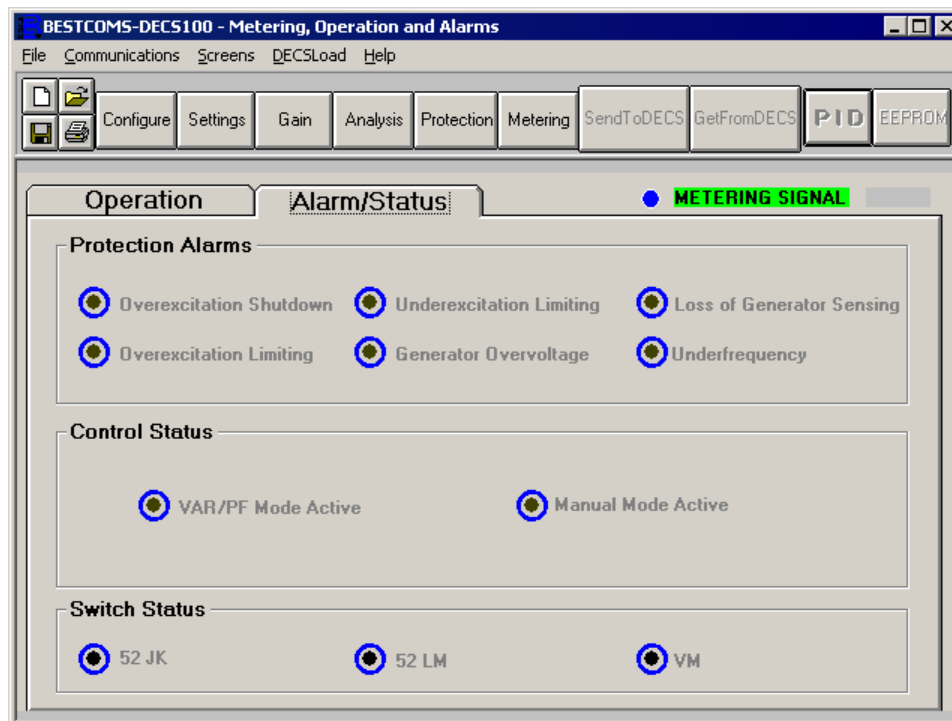 BESTCOMS-DECS100 - Metering, Operation and Alarms
File Communications Screens DECSLoad Help
Configure Settings Gain Analysis Protection Metering SendToDECS GetFromDECS PID EEPROM
Operation Alarm/Status METERING SIGNAL
Protection Alarms
Overexcitation Shutdown Underexcitation Limiting Loss of Generator Sensing
Overexcitation Limiting Generator Overvoltage Underfrequency
Control Status
VAR/PF Mode Active Manual Mode Active
Switch Status
52 JK 52 LM VM